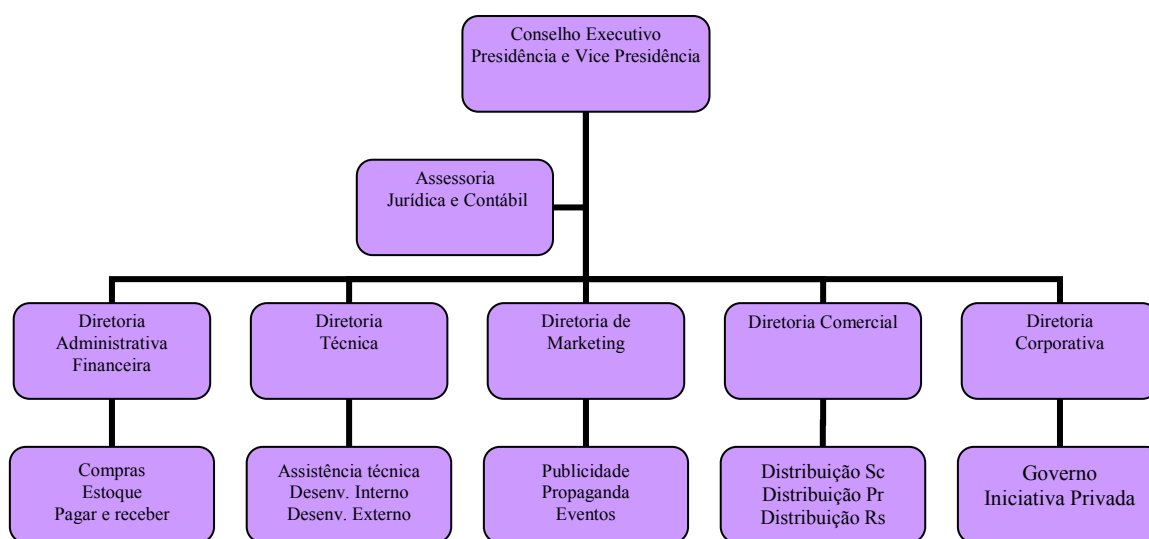 Conselho Executivo
Presidência e Vice Presidência
Assessoria
Jurídica e Contábil
Diretoria
Administrativa
Financeira
Diretoria
Técnica
Diretoria de
Marketing
Diretoria Comercial
Diretoria
Corporativa
Compras
Estoque
Pagar e receber
Assistência técnica
Desenv. Interno
Desenv. Externo
Publicidade
Propaganda
Eventos
Distribuição Sc
Distribuição Pr
Distribuição Rs
Governo
Iniciativa Privada